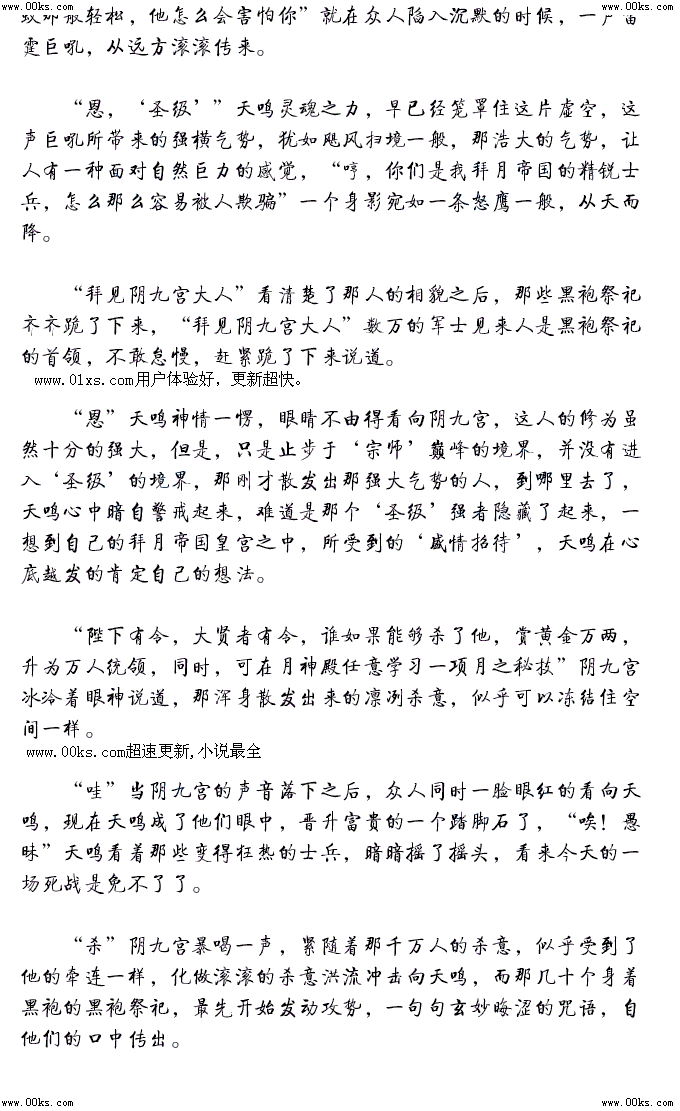 www.00ks.com www.00ks.com
般轻松，他怎么会害怕你”就在众人陷入沉默的时候，一声雷
霆巨吼，从远方滚滚传来。
“恩，‘圣级’”天鸣灵魂之力，早已经笼罩住这片虚空，这
声巨吼所带来的强横气势，犹如飓风扫境一般，那浩大的气势，让
人有一种面对自然巨力的感觉，“哼，你们是我拜月帝国的精锐士
兵，怎么那么容易被人欺骗”一个身影宛如一条怒鹰一般，从天而
降。
“拜见阴九宫大人”看清楚了那人的相貌之后，那些黑袍祭祀
齐齐跪了下来，“拜见阴九宫大人”数万的军士见来人是黑袍祭祀
的首领，不敢怠慢，赶紧跪了下来说道。
www.01xs.com用户体验好，更新超快。
“恩”天鸣神情一愣，眼睛不由得看向阴九宫，这人的修为虽
然十分的强大，但是，只是止步于‘宗师’巅峰的境界，并没有进
入‘圣级’的境界，那刚才散发出那强大气势的人，到哪里去了，
天鸣心中暗自警戒起来，难道是那个‘圣级’强者隐藏了起来，一
想到自己的拜月帝国皇宫之中，所受到的‘盛情招待’，天鸣在心
底越发的肯定自己的想法。
“陛下有令，大贤者有令，谁如果能够杀了他，赏黄金万两，
升为万人统领，同时，可在月神殿任意学习一项月之秘技”阴九宫
冰冷着眼神说道，那浑身散发出来的凛冽杀意，似乎可以冻结住空
间一样。
www.00ks.com超速更新,小说最全
“哇”当阴九宫的声音落下之后，众人同时一脸眼红的看向天
鸣，现在天鸣成了他们眼中，晋升富贵的一个踏脚石了，“唉！愚
昧”天鸣看着那些变得狂热的士兵，暗暗摇了摇头，看来今天的一
场死战是免不了了。
“杀”阴九宫暴喝一声，紧随着那千万人的杀意，似乎受到了
他的牵连一样，化做滚滚的杀意洪流冲击向天鸣，而那几十个身着
黑袍的黑袍祭祀，最先开始发动攻势，一句句玄妙晦涩的咒语，自
他们的口中传出。
www.00ks.com www.00ks.com